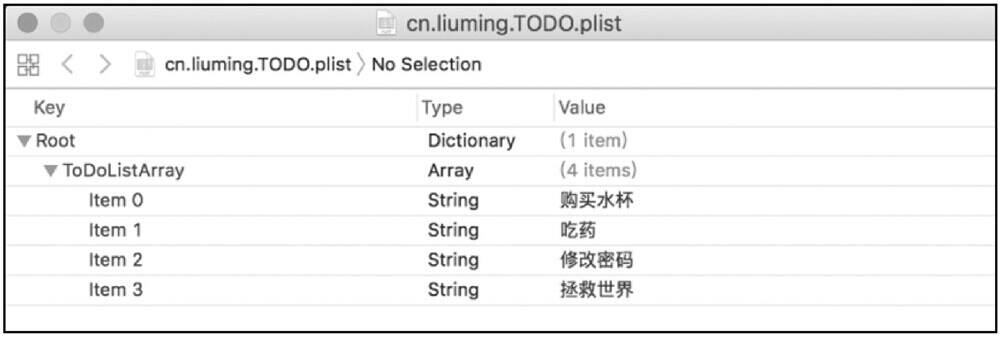 cn.liuming.TODO.plist
cn.liuming.TODO.plist 〉 No Selection
Key Type Value
Root Dictionary (1 item)
ToDoListArray Array (4 items)
Item 0 String 购买水杯
Item 1 String 吃药
Item 2 String 修改密码
Item 3 String 拯救世界